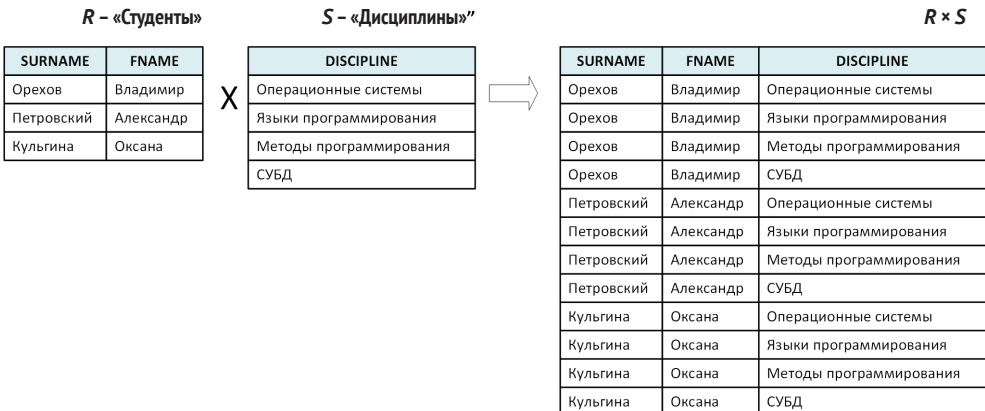 R – «Студенты»
S – «Дисциплины»”
R × S
SURNAME FNAME
Орехов Владимир
Петровский Александр
Кульгина Оксана
X
DISCIPLINE
Операционные системы
Языки программирования
Методы программирования
СУБД
SURNAME FNAME DISCIPLINE
Орехов Владимир Операционные системы
Орехов Владимир Языки программирования
Орехов Владимир Методы программирования
Орехов Владимир СУБД
Петровский Александр Операционные системы
Петровский Александр Языки программирования
Петровский Александр Методы программирования
Петровский Александр СУБД
Кульгина Оксана Операционные системы
Кульгина Оксана Языки программирования
Кульгина Оксана Методы программирования
Кульгина Оксана СУБД